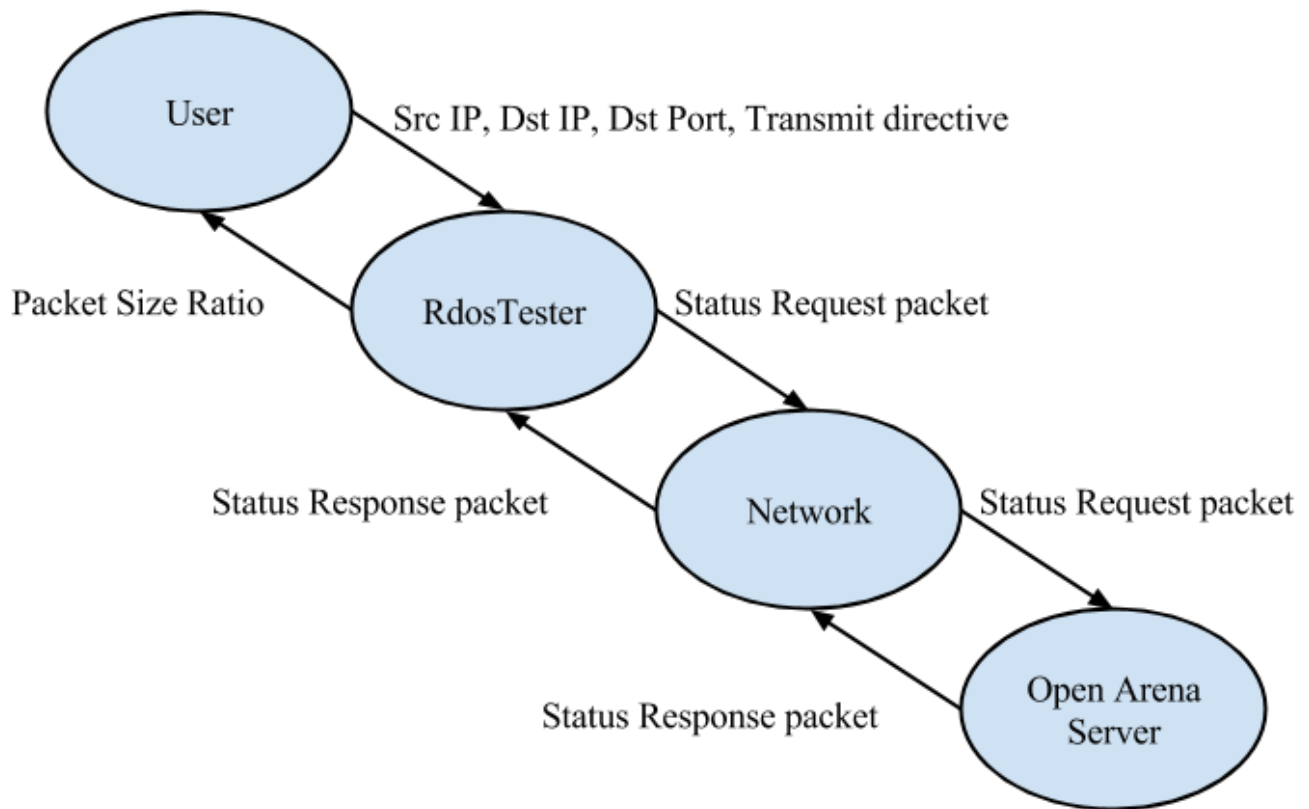 User
Src IP, Dst IP, Dst Port, Transmit directive
Packet Size Ratio
RdosTester
Status Request packet
Status Response packet
Network
Status Request packet
Status Response packet
Open Arena
Server